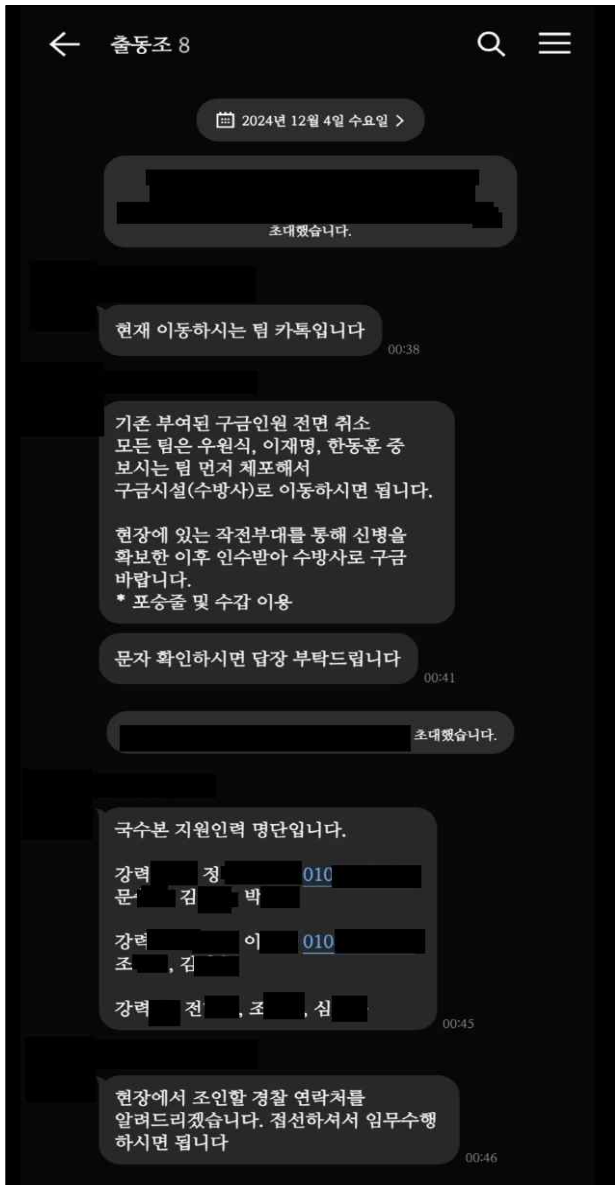 출동조 8
2024년 12월 4일 수요일 >
초대했습니다.
현재 이동하시는 팀 카톡입니다
00:38
기존 부여된 구금인원 전면 취소
모든 팀은 우원식, 이재명, 한동훈 중
보시는 팀 먼저 체포해서
구금시설(수방사)로 이동하시면 됩니다.
현장에 있는 작전부대를 통해 신병을
확보한 이후 인수받아 수방사로 구금
바랍니다.
* 포승줄 및 수갑 이용
문자 확인하시면 답장 부탁드립니다
00:41
초대했습니다.
국수본 지원인력 명단입니다.
강력 정 010
문 김 박
강력 이 010
조 , 김
강력 전 , 조 , 심
00:45
현장에서 조인할 경찰 연락처를
알려드리겠습니다. 접선하셔서 임무수행
하시면 됩니다
00:46